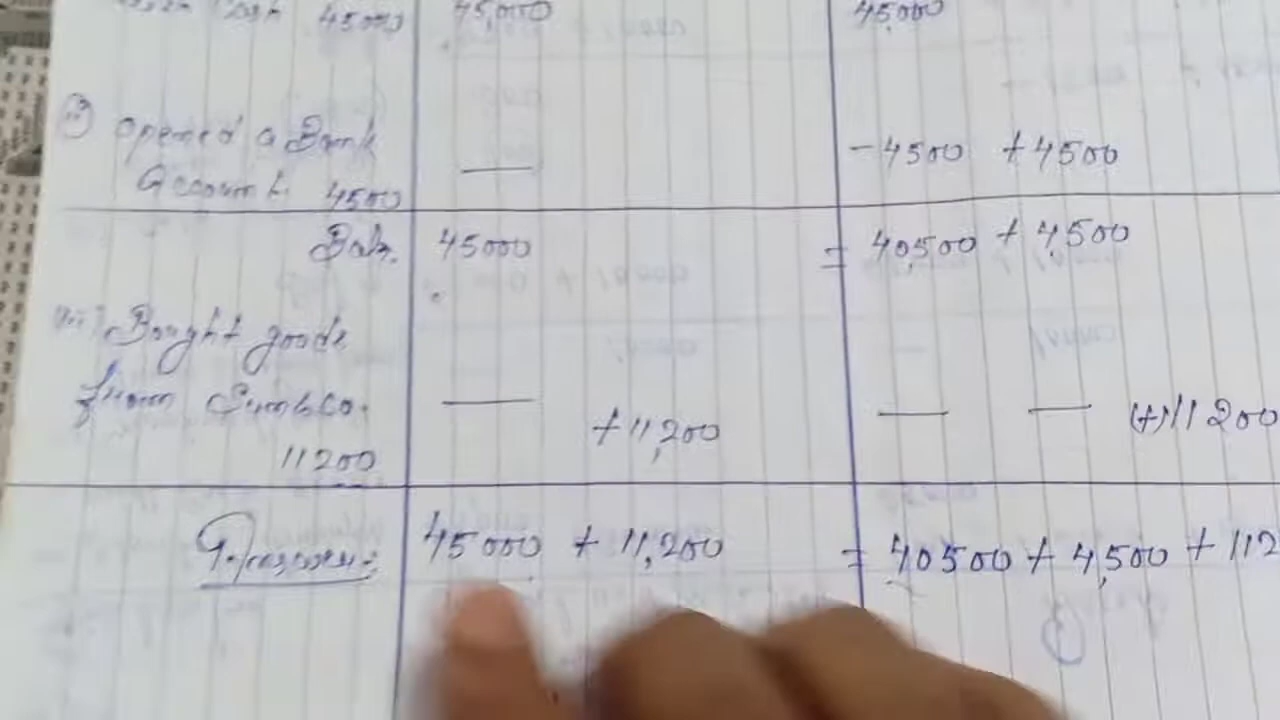 45000 45,000 45,000
Opened a Bank
Account 4500 — - 4500 + 4500
Bal. 45000 = 40,500 + 4,500
Bought goods
from
11200 — + 11,200 — — (+) 11200
45000 + 11,200 = 40500 + 4,500 + 112